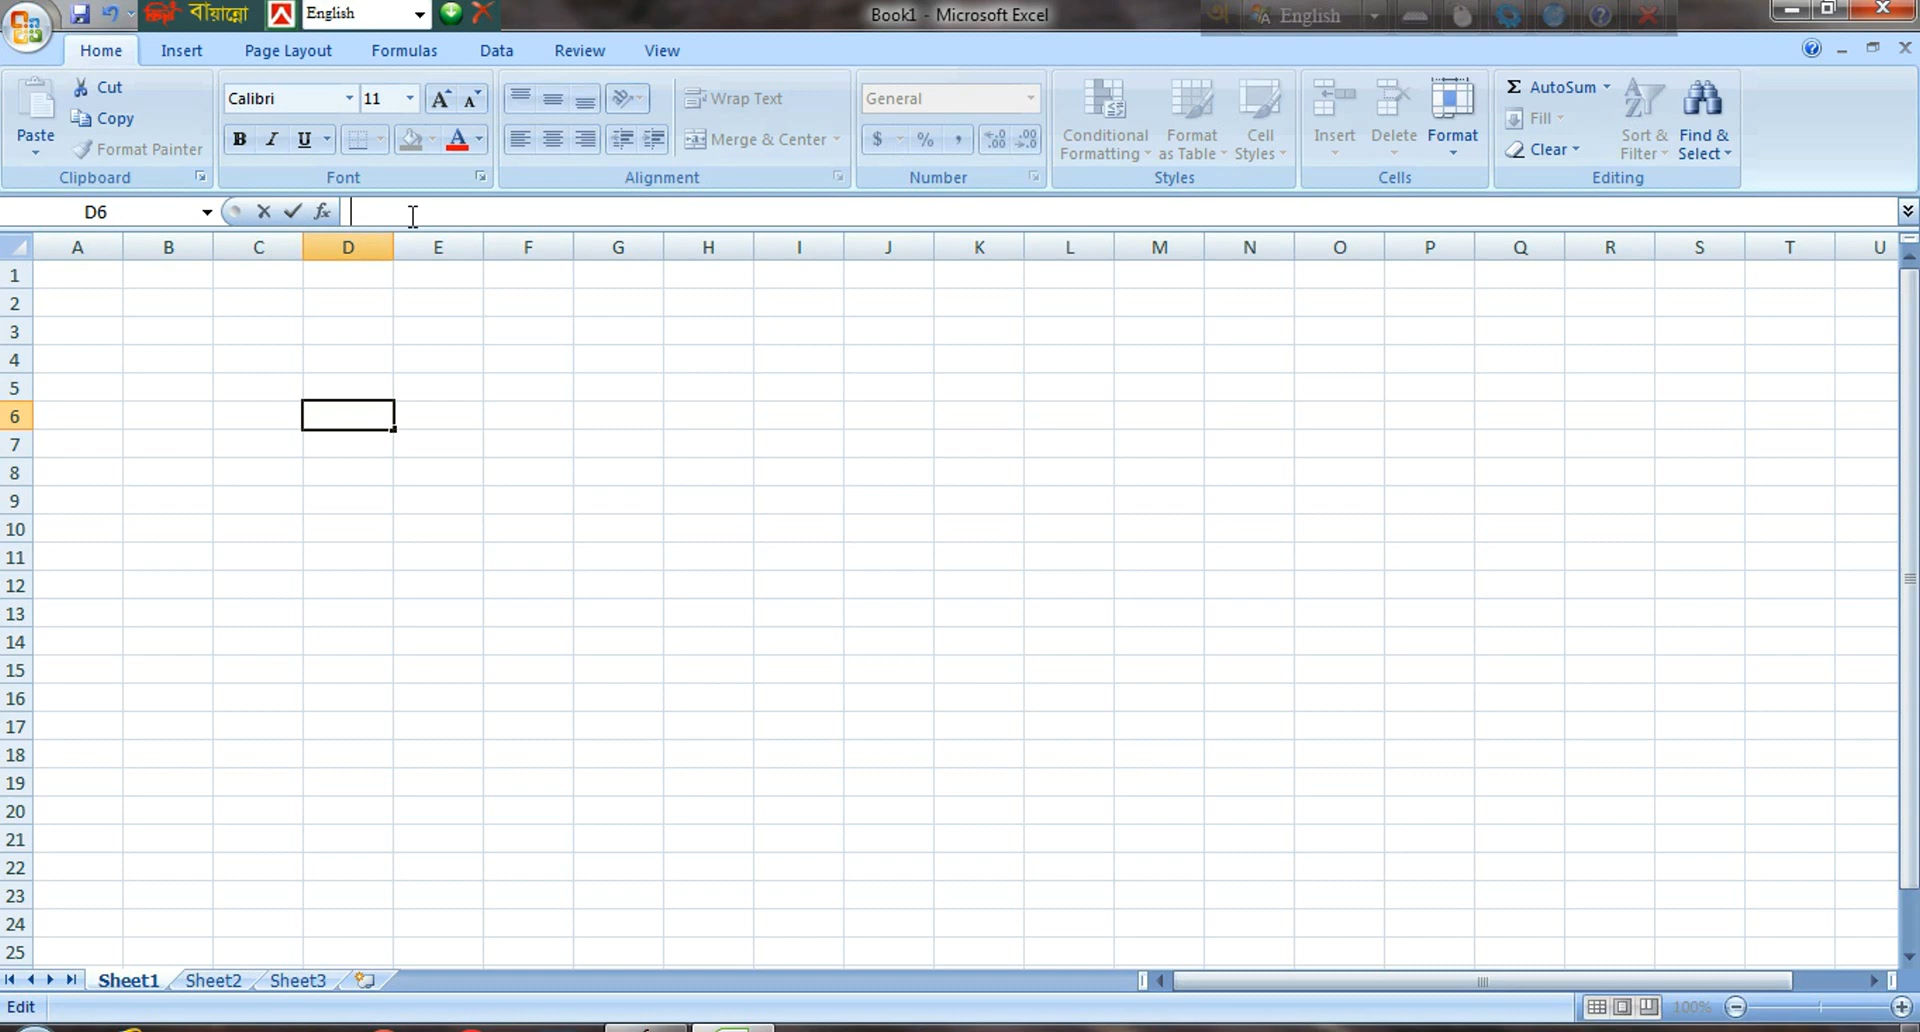 বায়ান্নো English Book1 - Microsoft Excel English
Home Insert Page Layout Formulas Data Review View
Paste Cut Copy Format Painter Clipboard
Calibri 11 B I U A Font
Wrap Text Merge & Center Alignment
General $ % , Number
Conditional Formatting Format as Table Cell Styles Styles
Insert Delete Format Cells
Σ AutoSum Fill Clear Sort & Filter Find & Select Editing
D6 fx
A B C D E F G H I J K L M N O P Q R S T U
1
2
3
4
5
6
7
8
9
10
11
12
13
14
15
16
17
18
19
20
21
22
23
24
25
Sheet1 Sheet2 Sheet3
Edit 100%